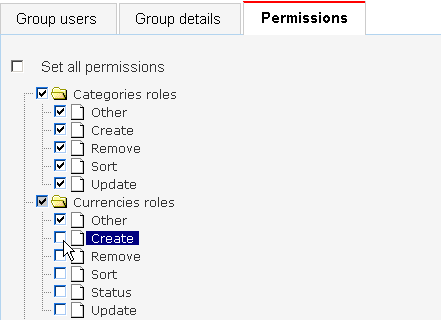 Group users Group details Permissions
Set all permissions
Categories roles
Other
Create
Remove
Sort
Update
Currencies roles
Other
Create
Remove
Sort
Status
Update